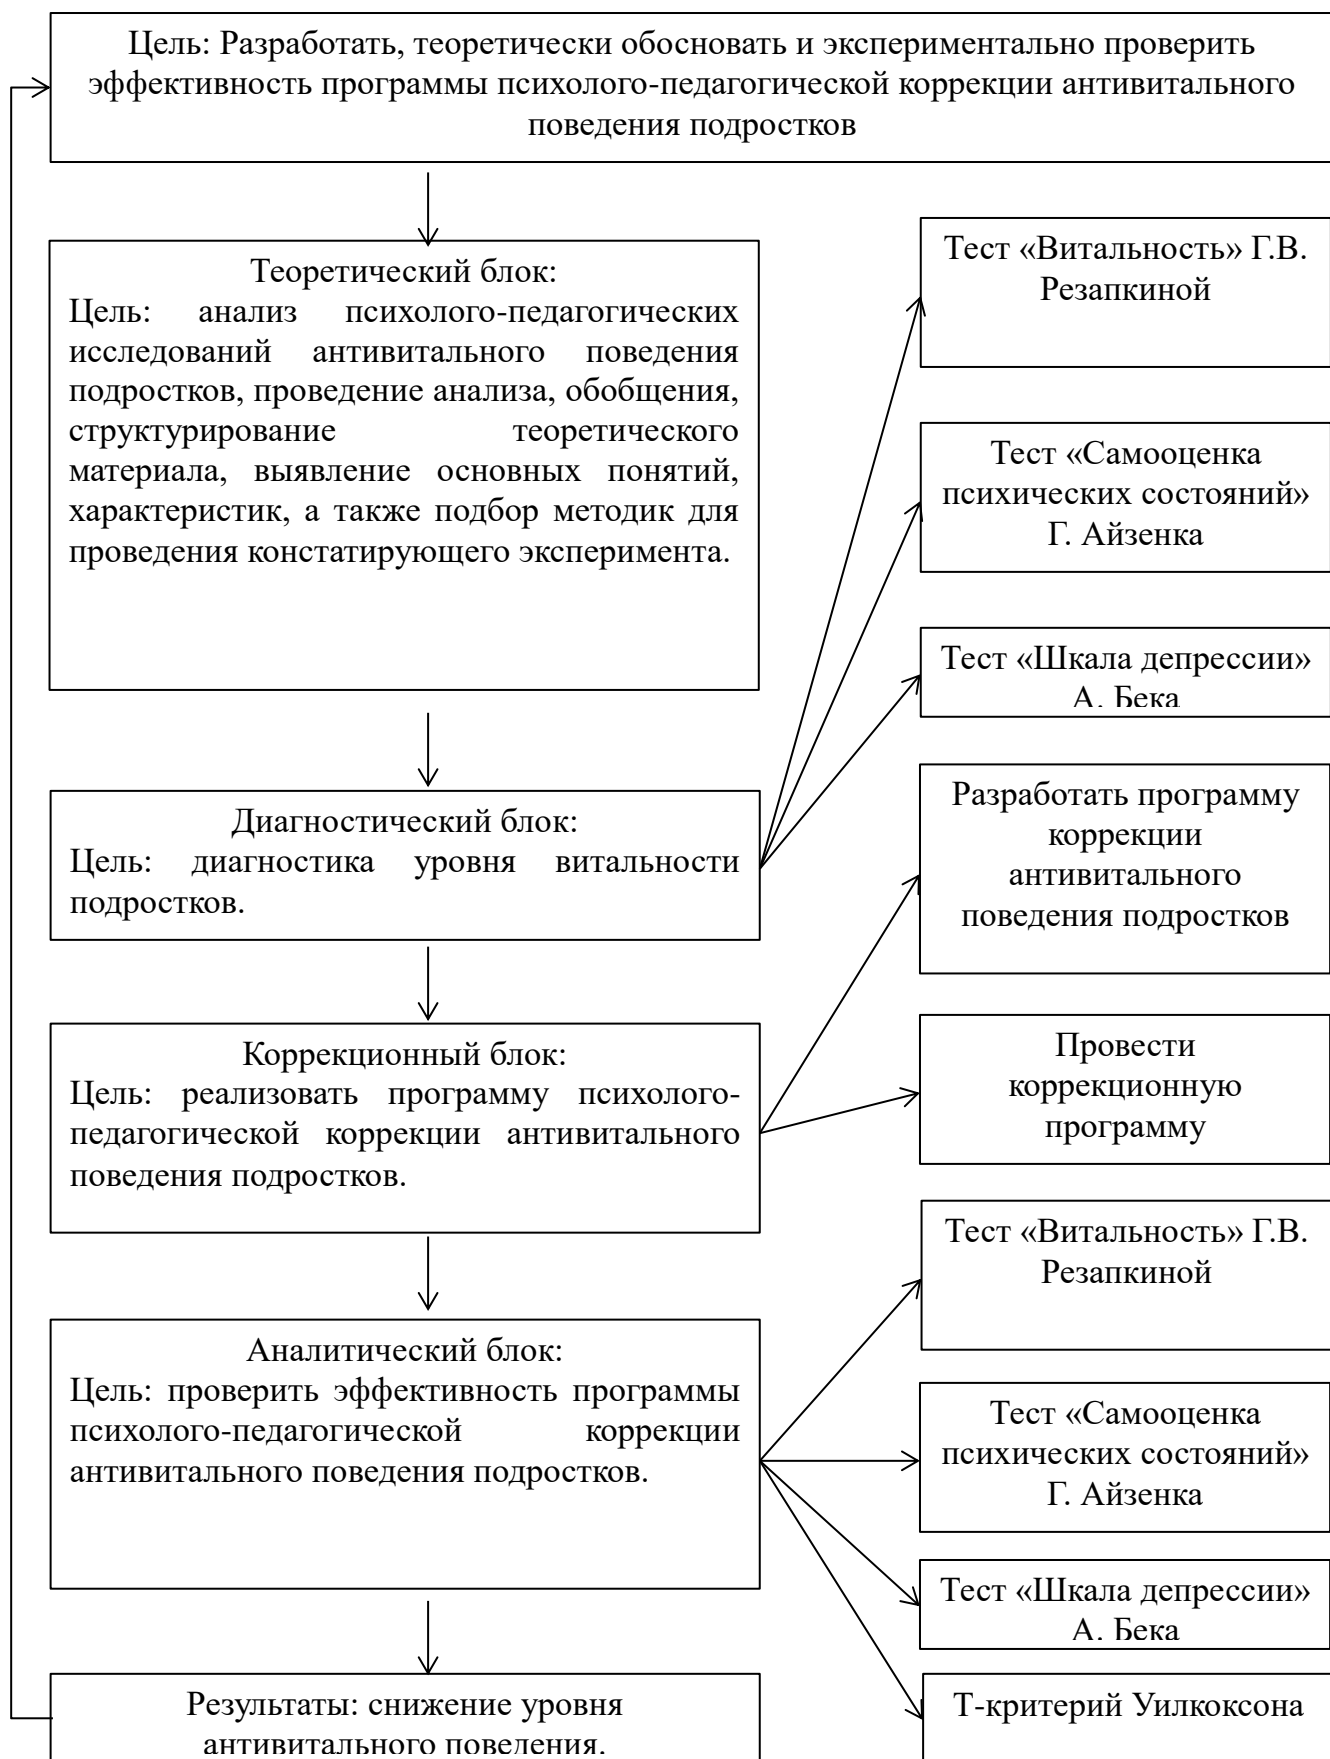 Цель: Разработать, теоретически обосновать и экспериментально проверить
эффективность программы психолого-педагогической коррекции антивитального
поведения подростков
Теоретический блок:
Цель: анализ психолого-педагогических
исследований антивитального поведения
подростков, проведение анализа, обобщения,
структурирование теоретического
материала, выявление основных понятий,
характеристик, а также подбор методик для
проведения констатирующего эксперимента.
Тест «Витальность» Г.В.
Резапкиной
Тест «Самооценка
психических состояний»
Г. Айзенка
Тест «Шкала депрессии»
А. Бека
Диагностический блок:
Цель: диагностика уровня витальности
подростков.
Разработать программу
коррекции
антивитального
поведения подростков
Коррекционный блок:
Цель: реализовать программу психолого-
педагогической коррекции антивитального
поведения подростков.
Провести
коррекционную
программу
Аналитический блок:
Цель: проверить эффективность программы
психолого-педагогической коррекции
антивитального поведения подростков.
Тест «Витальность» Г.В.
Резапкиной
Тест «Самооценка
психических состояний»
Г. Айзенка
Тест «Шкала депрессии»
А. Бека
Результаты: снижение уровня
антивитального поведения.
Т-критерий Уилкоксона